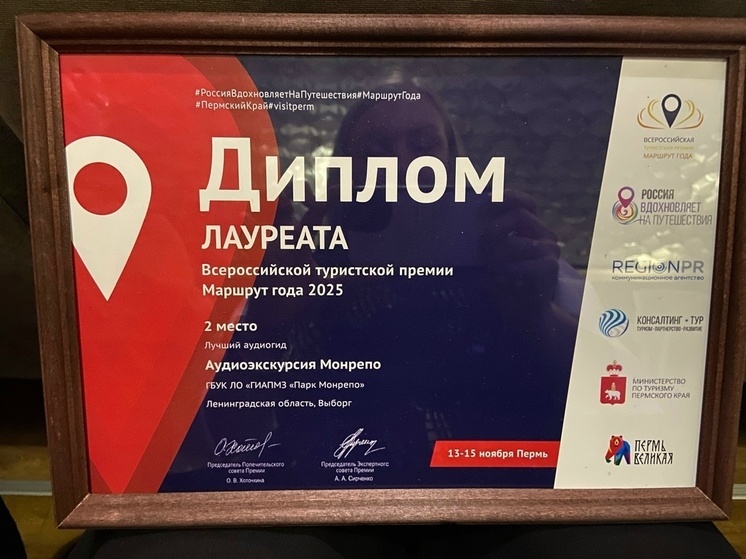 #РоссияВдохновляетНаПутешествия#МаршрутГода
#ПермскийКрай#visitperm
Диплом
ЛАУРЕАТА
Всероссийской туристской премии
Маршрут года 2025
2 место
Лучший аудиогид
Аудиоэкскурсия Монрепо
ГБУК ЛО «ГИАПМЗ «Парк Монрепо»
Ленинградская область, Выборг
Председатель Попечительского
совета Премии
О. В. Хоточкина
Председатель Экспертного
совета Премии
А. А. Сирченко
13-15 ноября Пермь
ВСЕРОССИЙСКАЯ
ТУРИСТСКАЯ ПРЕМИЯ
МАРШРУТ ГОДА
РОССИЯ
ВДОХНОВЛЯЕТ
НА ПУТЕШЕСТВИЯ
REGIONPR
коммуникационное агентство
КОНСАЛТИНГ + ТУР
ТУРИЗМ-ПАРТНЕРСТВО-РАЗВИТИЕ
МИНИСТЕРСТВО
ПО ТУРИЗМУ
ПЕРМСКОГО КРАЯ
ПЕРМЬ
ВЕЛИКАЯ